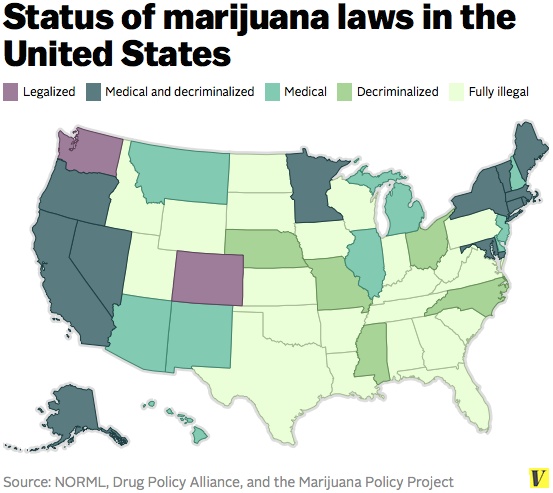 Status of marijuana laws in the
United States
Legalized Medical and decriminalized Medical Decriminalized Fully illegal
Source: NORML, Drug Policy Alliance, and the Marijuana Policy Project
V